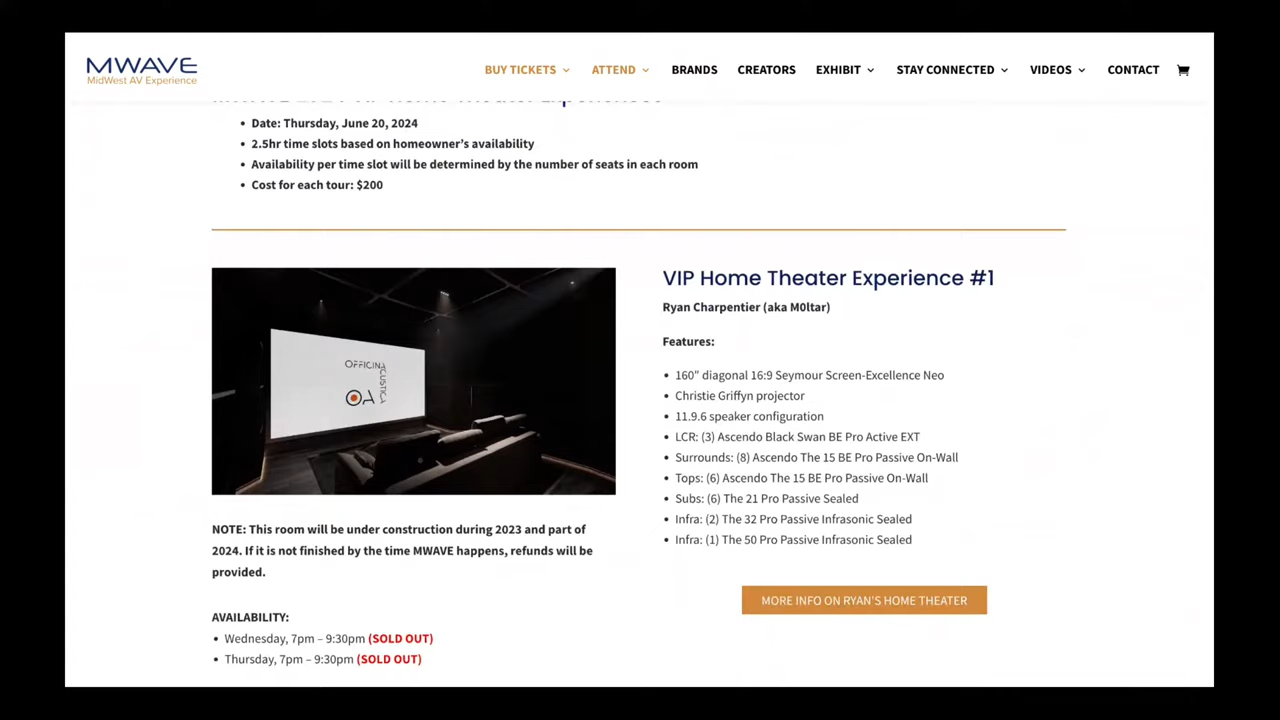 MWAVE
MidWest AV Experience
BUY TICKETS
ATTEND
BRANDS
CREATORS
EXHIBIT
STAY CONNECTED
VIDEOS
CONTACT
Home Theater Experiences
• Date: Thursday, June 20, 2024
• 2.5hr time slots based on homeowner's availability
• Availability per time slot will be determined by the number of seats in each room
• Cost for each tour: $200
OFFICINA
ACUSTICA
OA
NOTE: This room will be under construction during 2023 and part of
2024. If it is not finished by the time MWAVE happens, refunds will be
provided.
AVAILABILITY:
• Wednesday, 7pm – 9:30pm (SOLD OUT)
• Thursday, 7pm – 9:30pm (SOLD OUT)
VIP Home Theater Experience #1
Ryan Charpentier (aka M0ltar)
Features:
• 160" diagonal 16:9 Seymour Screen-Excellence Neo
• Christie Griffyn projector
• 11.9.6 speaker configuration
• LCR: (3) Ascendo Black Swan BE Pro Active EXT
• Surrounds: (8) Ascendo The 15 BE Pro Passive On-Wall
• Tops: (6) Ascendo The 15 BE Pro Passive On-Wall
• Subs: (6) The 21 Pro Passive Sealed
• Infra: (2) The 32 Pro Passive Infrasonic Sealed
• Infra: (1) The 50 Pro Passive Infrasonic Sealed
MORE INFO ON RYAN'S HOME THEATER